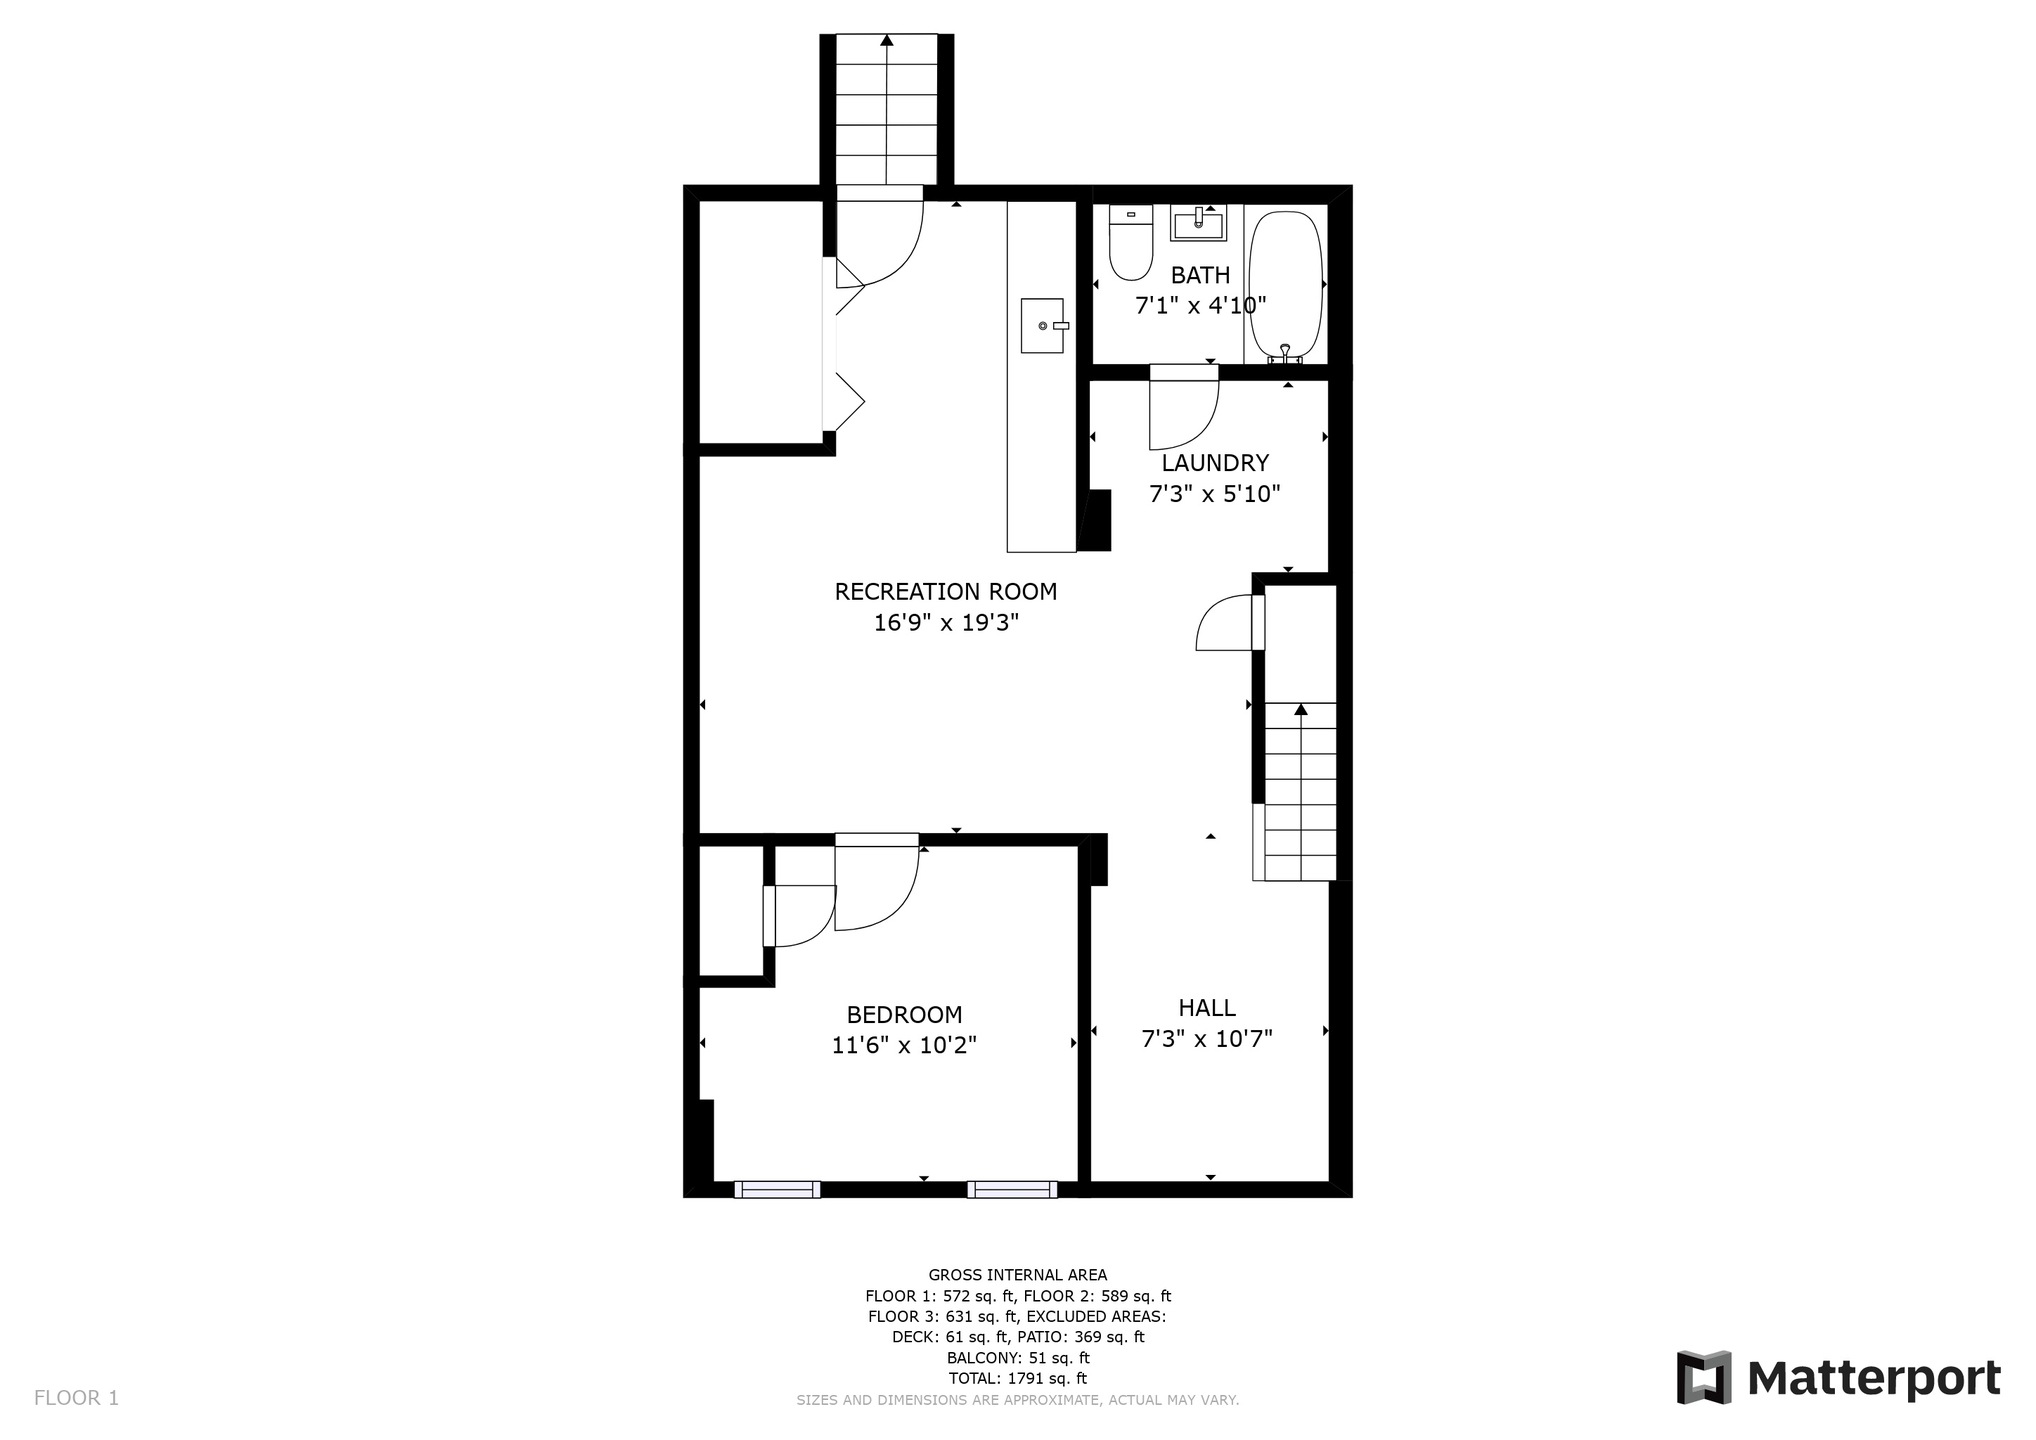 BATH
7'1" x 4'10"
LAUNDRY
7'3" x 5'10"
RECREATION ROOM
16'9" x 19'3"
BEDROOM
11'6" x 10'2"
HALL
7'3" x 10'7"
GROSS INTERNAL AREA
FLOOR 1: 572 sq. ft, FLOOR 2: 589 sq. ft
FLOOR 3: 631 sq. ft, EXCLUDED AREAS:
DECK: 61 sq. ft, PATIO: 369 sq. ft
BALCONY: 51 sq. ft
TOTAL: 1791 sq. ft
SIZES AND DIMENSIONS ARE APPROXIMATE, ACTUAL MAY VARY.
FLOOR 1
Matterport